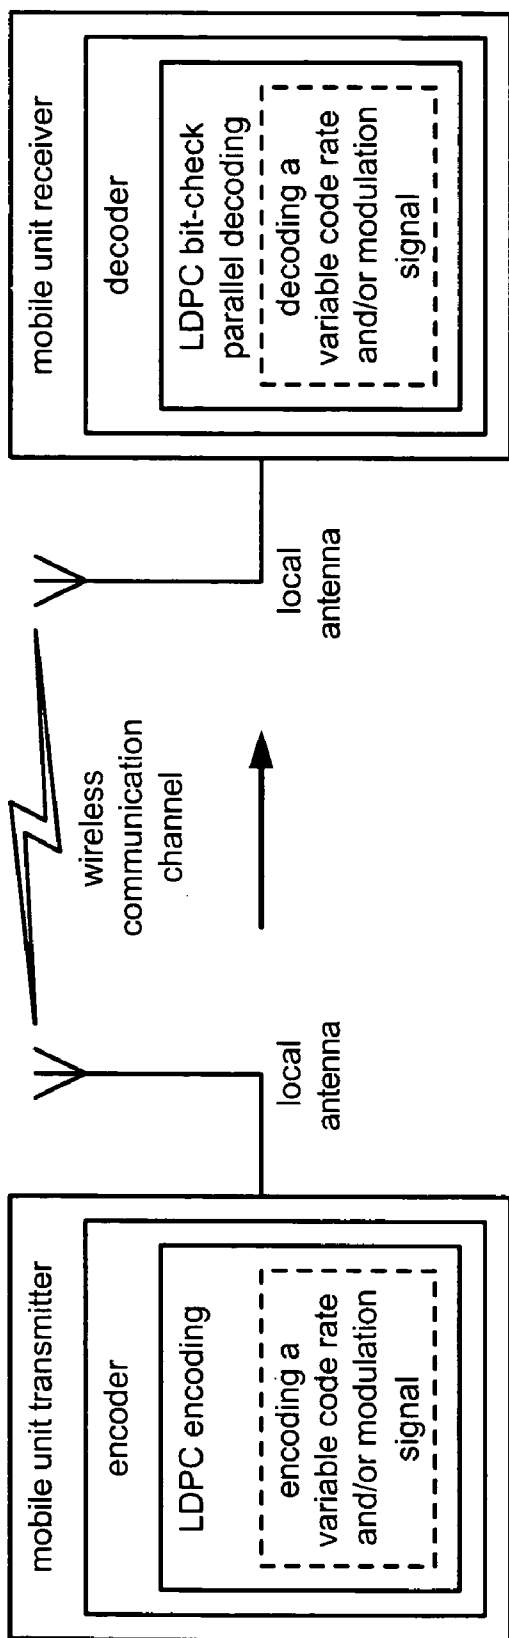 mobile unit transmitter
encoder
LDPC encoding
encoding a
variable code rate
and/or modulation
signal
local
antenna
wireless
communication
channel
local
antenna
mobile unit receiver
decoder
LDPC bit-check
parallel decoding
decoding a
variable code rate
and/or modulation
signal